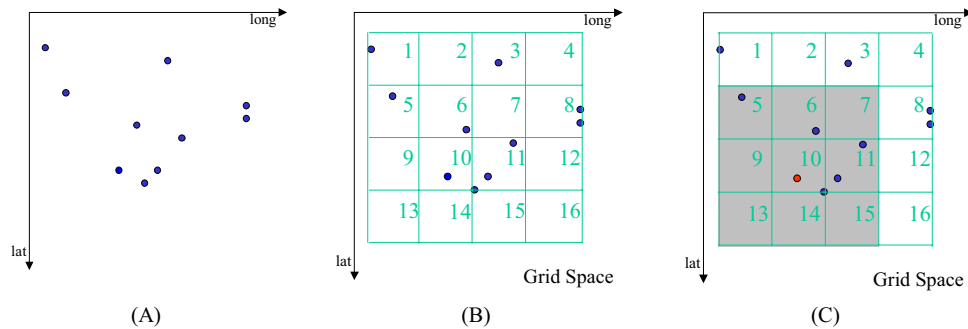 long
lat
(A)
long
1 2 3 4
5 6 7 8
9 10 11 12
13 14 15 16
lat
Grid Space
(B)
long
1 2 3 4
5 6 7 8
9 10 11 12
13 14 15 16
lat
Grid Space
(C)